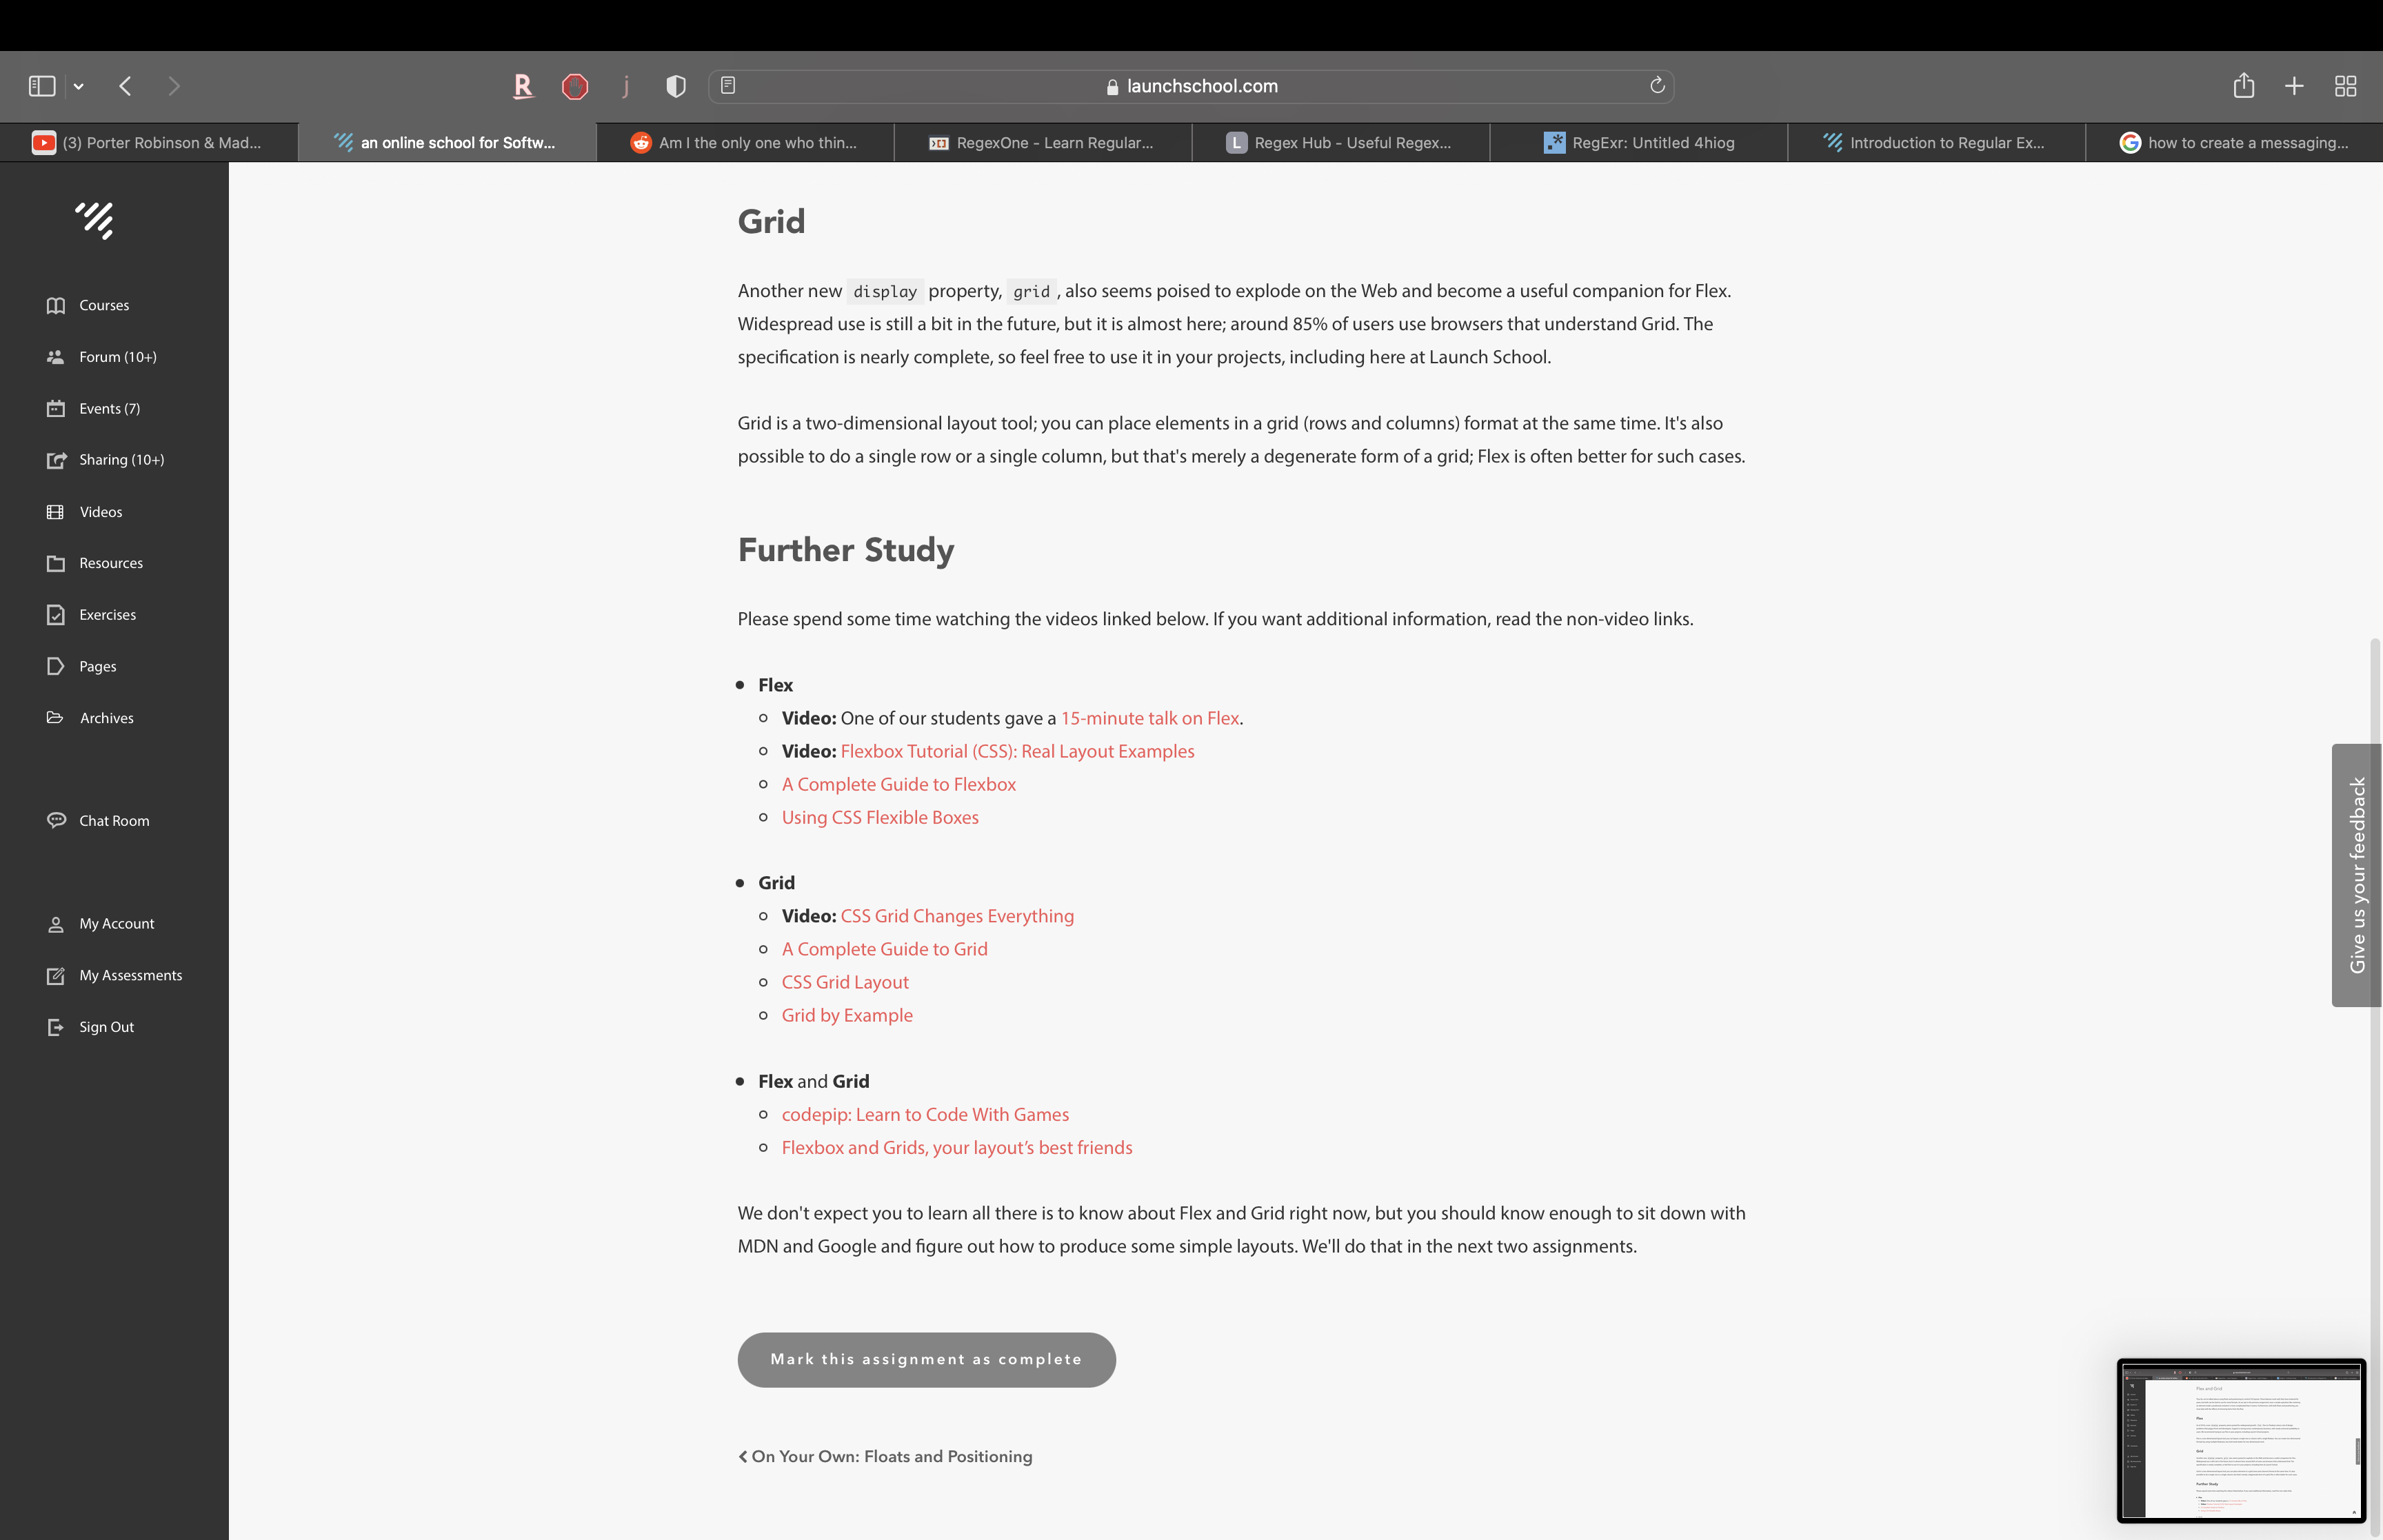 launchschool.com
(3) Porter Robinson & Mad...
an online school for Softw...
Am I the only one who thin...
RegexOne - Learn Regular...
L
Regex Hub - Useful Regex...
RegExr: Untitled 4hiog
Introduction to Regular Ex...
how to create a messaging...
Courses
Forum (10+)
Events (7)
Sharing (10+)
Videos
Resources
Exercises
Pages
Archives
Chat Room
My Account
My Assessments
Sign Out
Grid
Another new display property, grid, also seems poised to explode on the Web and become a useful companion for Flex.
Widespread use is still a bit in the future, but it is almost here; around 85% of users use browsers that understand Grid. The
specification is nearly complete, so feel free to use it in your projects, including here at Launch School.
Grid is a two-dimensional layout tool; you can place elements in a grid (rows and columns) format at the same time. It's also
possible to do a single row or a single column, but that's merely a degenerate form of a grid; Flex is often better for such cases.
Further Study
Please spend some time watching the videos linked below. If you want additional information, read the non-video links.
Flex
Video: One of our students gave a 15-minute talk on Flex.
Video: Flexbox Tutorial (CSS): Real Layout Examples
A Complete Guide to Flexbox
Using CSS Flexible Boxes
Grid
Video: CSS Grid Changes Everything
A Complete Guide to Grid
CSS Grid Layout
Grid by Example
Flex and Grid
codepip: Learn to Code With Games
Flexbox and Grids, your layout’s best friends
We don't expect you to learn all there is to know about Flex and Grid right now, but you should know enough to sit down with
MDN and Google and figure out how to produce some simple layouts. We'll do that in the next two assignments.
Mark this assignment as complete
On Your Own: Floats and Positioning
Give us your feedback